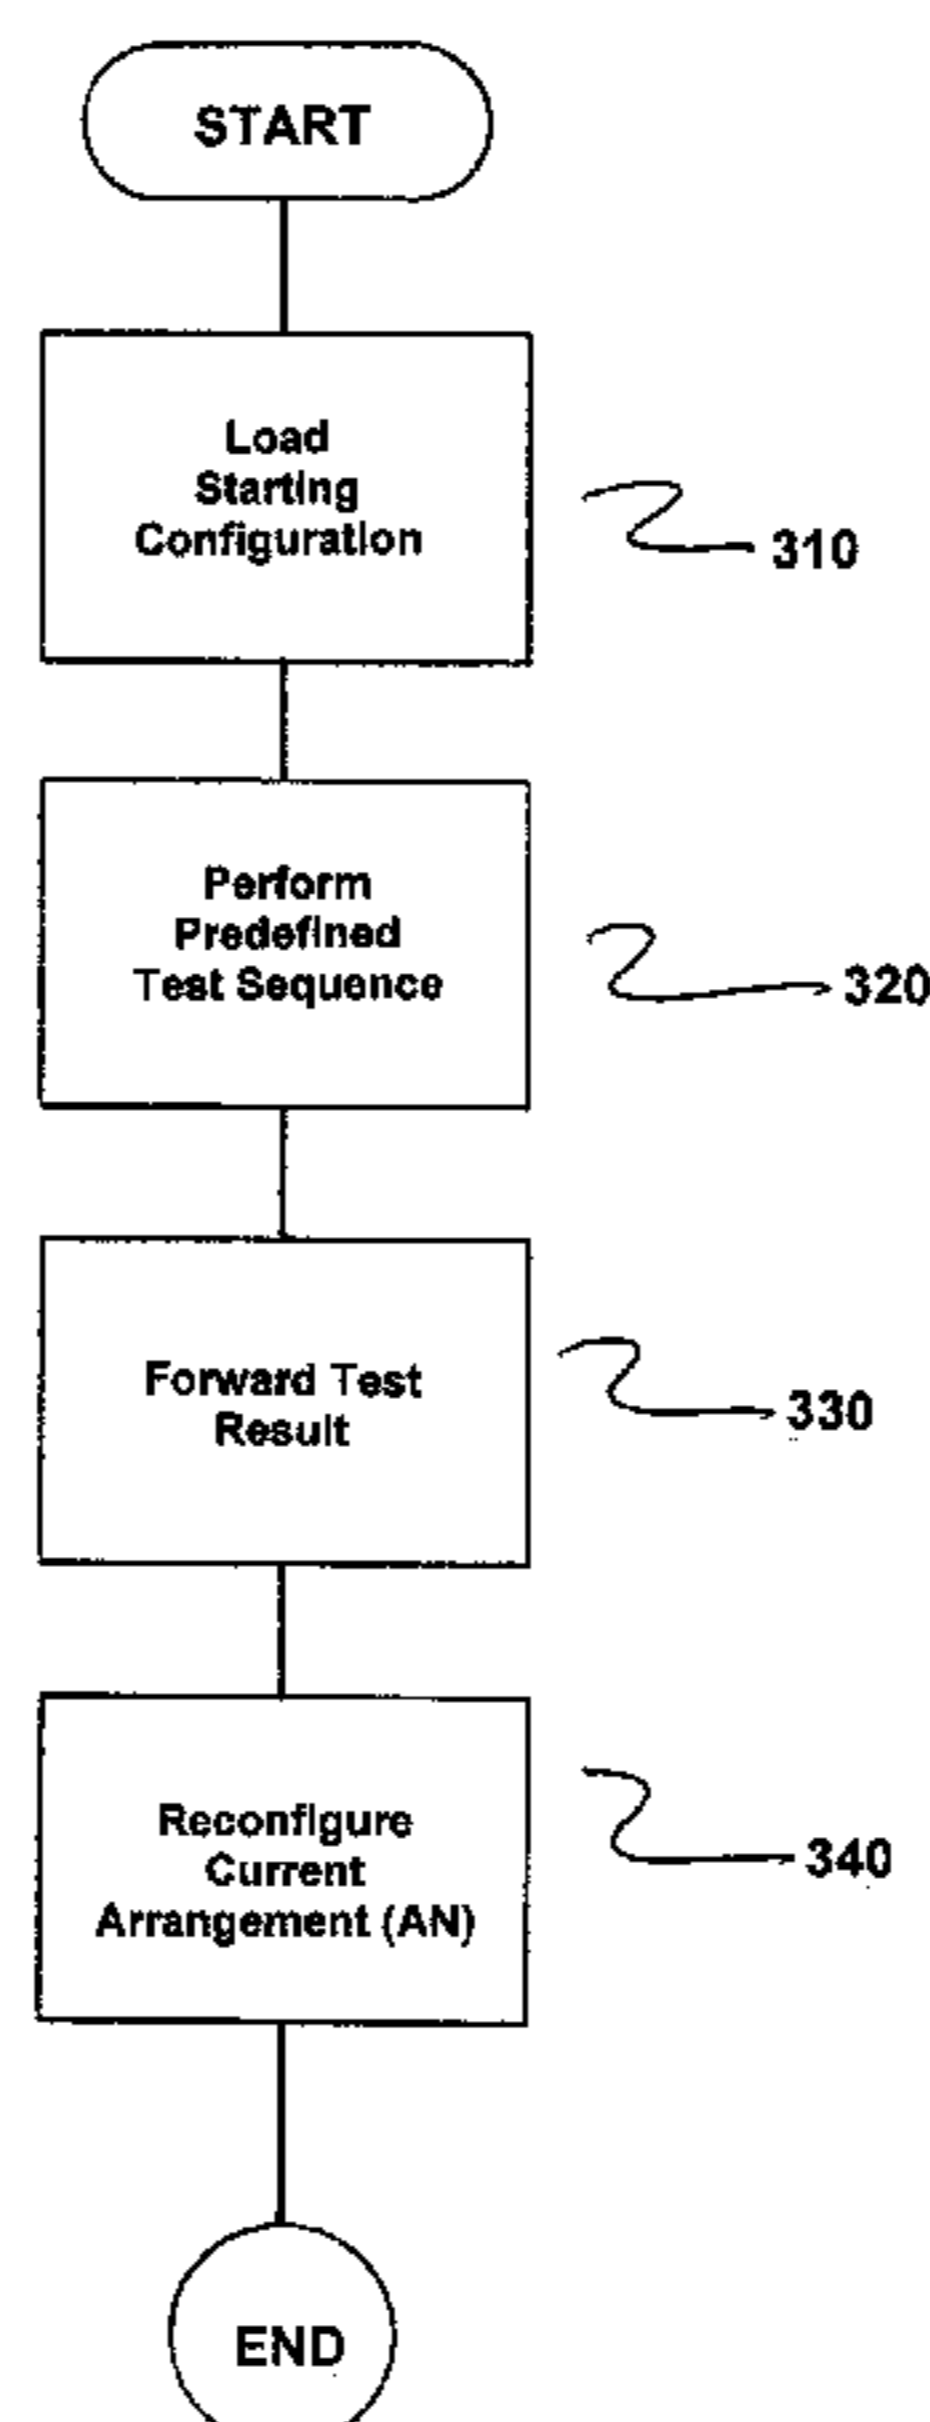 START
Load
Starting
Configuration
310
Perform
Predefined
Test Sequence
320
Forward Test
Result
330
Reconfigure
Current
Arrangement (AN)
340
END